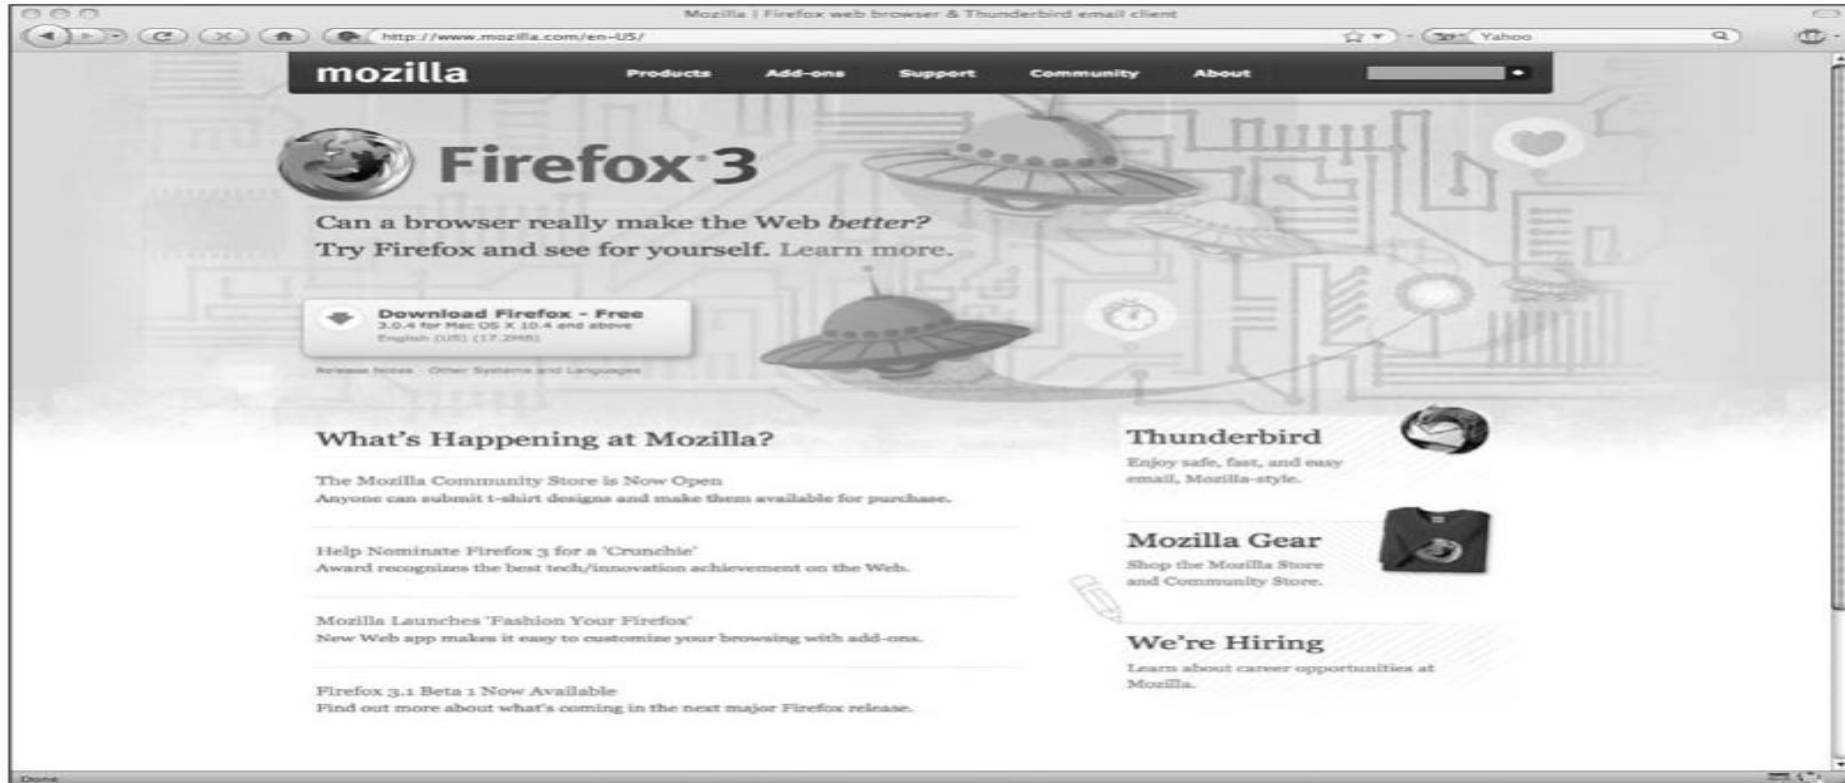 Mozilla | Firefox web browser & Thunderbird email client
http://www.mozilla.com/en-US/
Yahoo
mozilla
Products Add-ons Support Community About
Firefox 3
Can a browser really make the Web better?
Try Firefox and see for yourself. Learn more.
Download Firefox - Free
3.0.4 for Mac OS X 10.4 and above
English (US) (17.2MB)
Release Notes - Other Systems and Languages
What's Happening at Mozilla?
The Mozilla Community Store is Now Open
Anyone can submit t-shirt designs and make them available for purchase.
Help Nominate Firefox 3 for a 'Crunchie'
Award recognizes the best tech/innovation achievement on the Web.
Mozilla Launches 'Fashion Your Firefox'
New Web app makes it easy to customize your browsing with add-ons.
Firefox 3.1 Beta 1 Now Available
Find out more about what's coming in the next major Firefox release.
Thunderbird
Enjoy safe, fast, and easy
email, Mozilla-style.
Mozilla Gear
Shop the Mozilla Store
and Community Store.
We're Hiring
Learn about career opportunities at
Mozilla.
Done